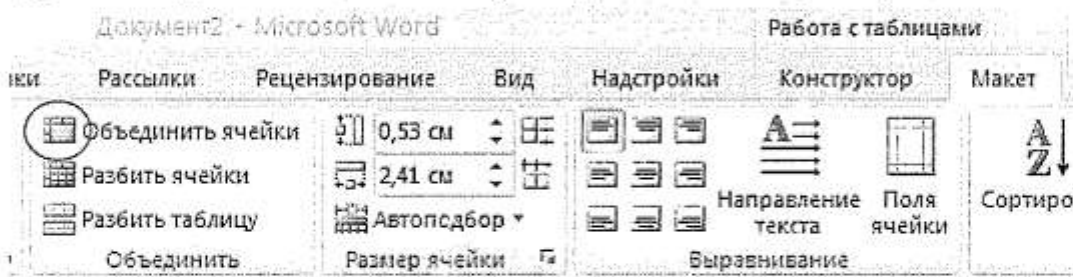 Документ2 - Microsoft Word Работа с таблицами
Рассылки Рецензирование Вид Надстройки Конструктор Макет
Объединить ячейки 0,53 см
Разбить ячейки 2,41 см
Разбить таблицу Автоподбор
Направление текста Поля ячейки Сортиро
Объединить Размер ячейки Выравнивание